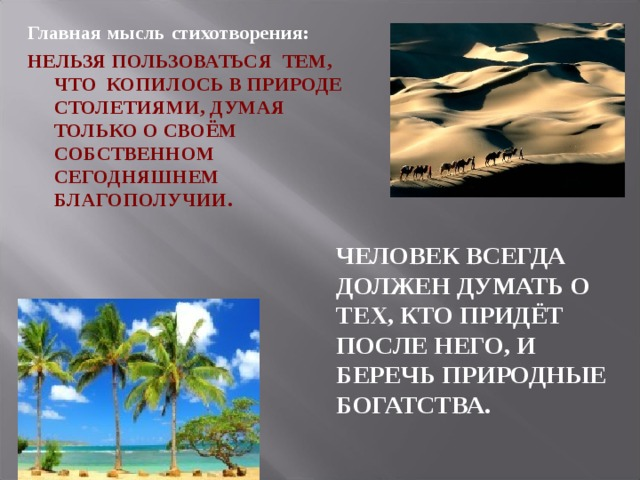 Главная мысль стихотворения:
НЕЛЬЗЯ ПОЛЬЗОВАТЬСЯ ТЕМ,
ЧТО КОПИЛОСЬ В ПРИРОДЕ
СТОЛЕТИЯМИ, ДУМАЯ
ТОЛЬКО О СВОЁМ
СОБСТВЕННОМ
СЕГОДНЯШНЕМ
БЛАГОПОЛУЧИИ.
ЧЕЛОВЕК ВСЕГДА
ДОЛЖЕН ДУМАТЬ О
ТЕХ, КТО ПРИДЁТ
ПОСЛЕ НЕГО, И
БЕРЕЧЬ ПРИРОДНЫЕ
БОГАТСТВА.